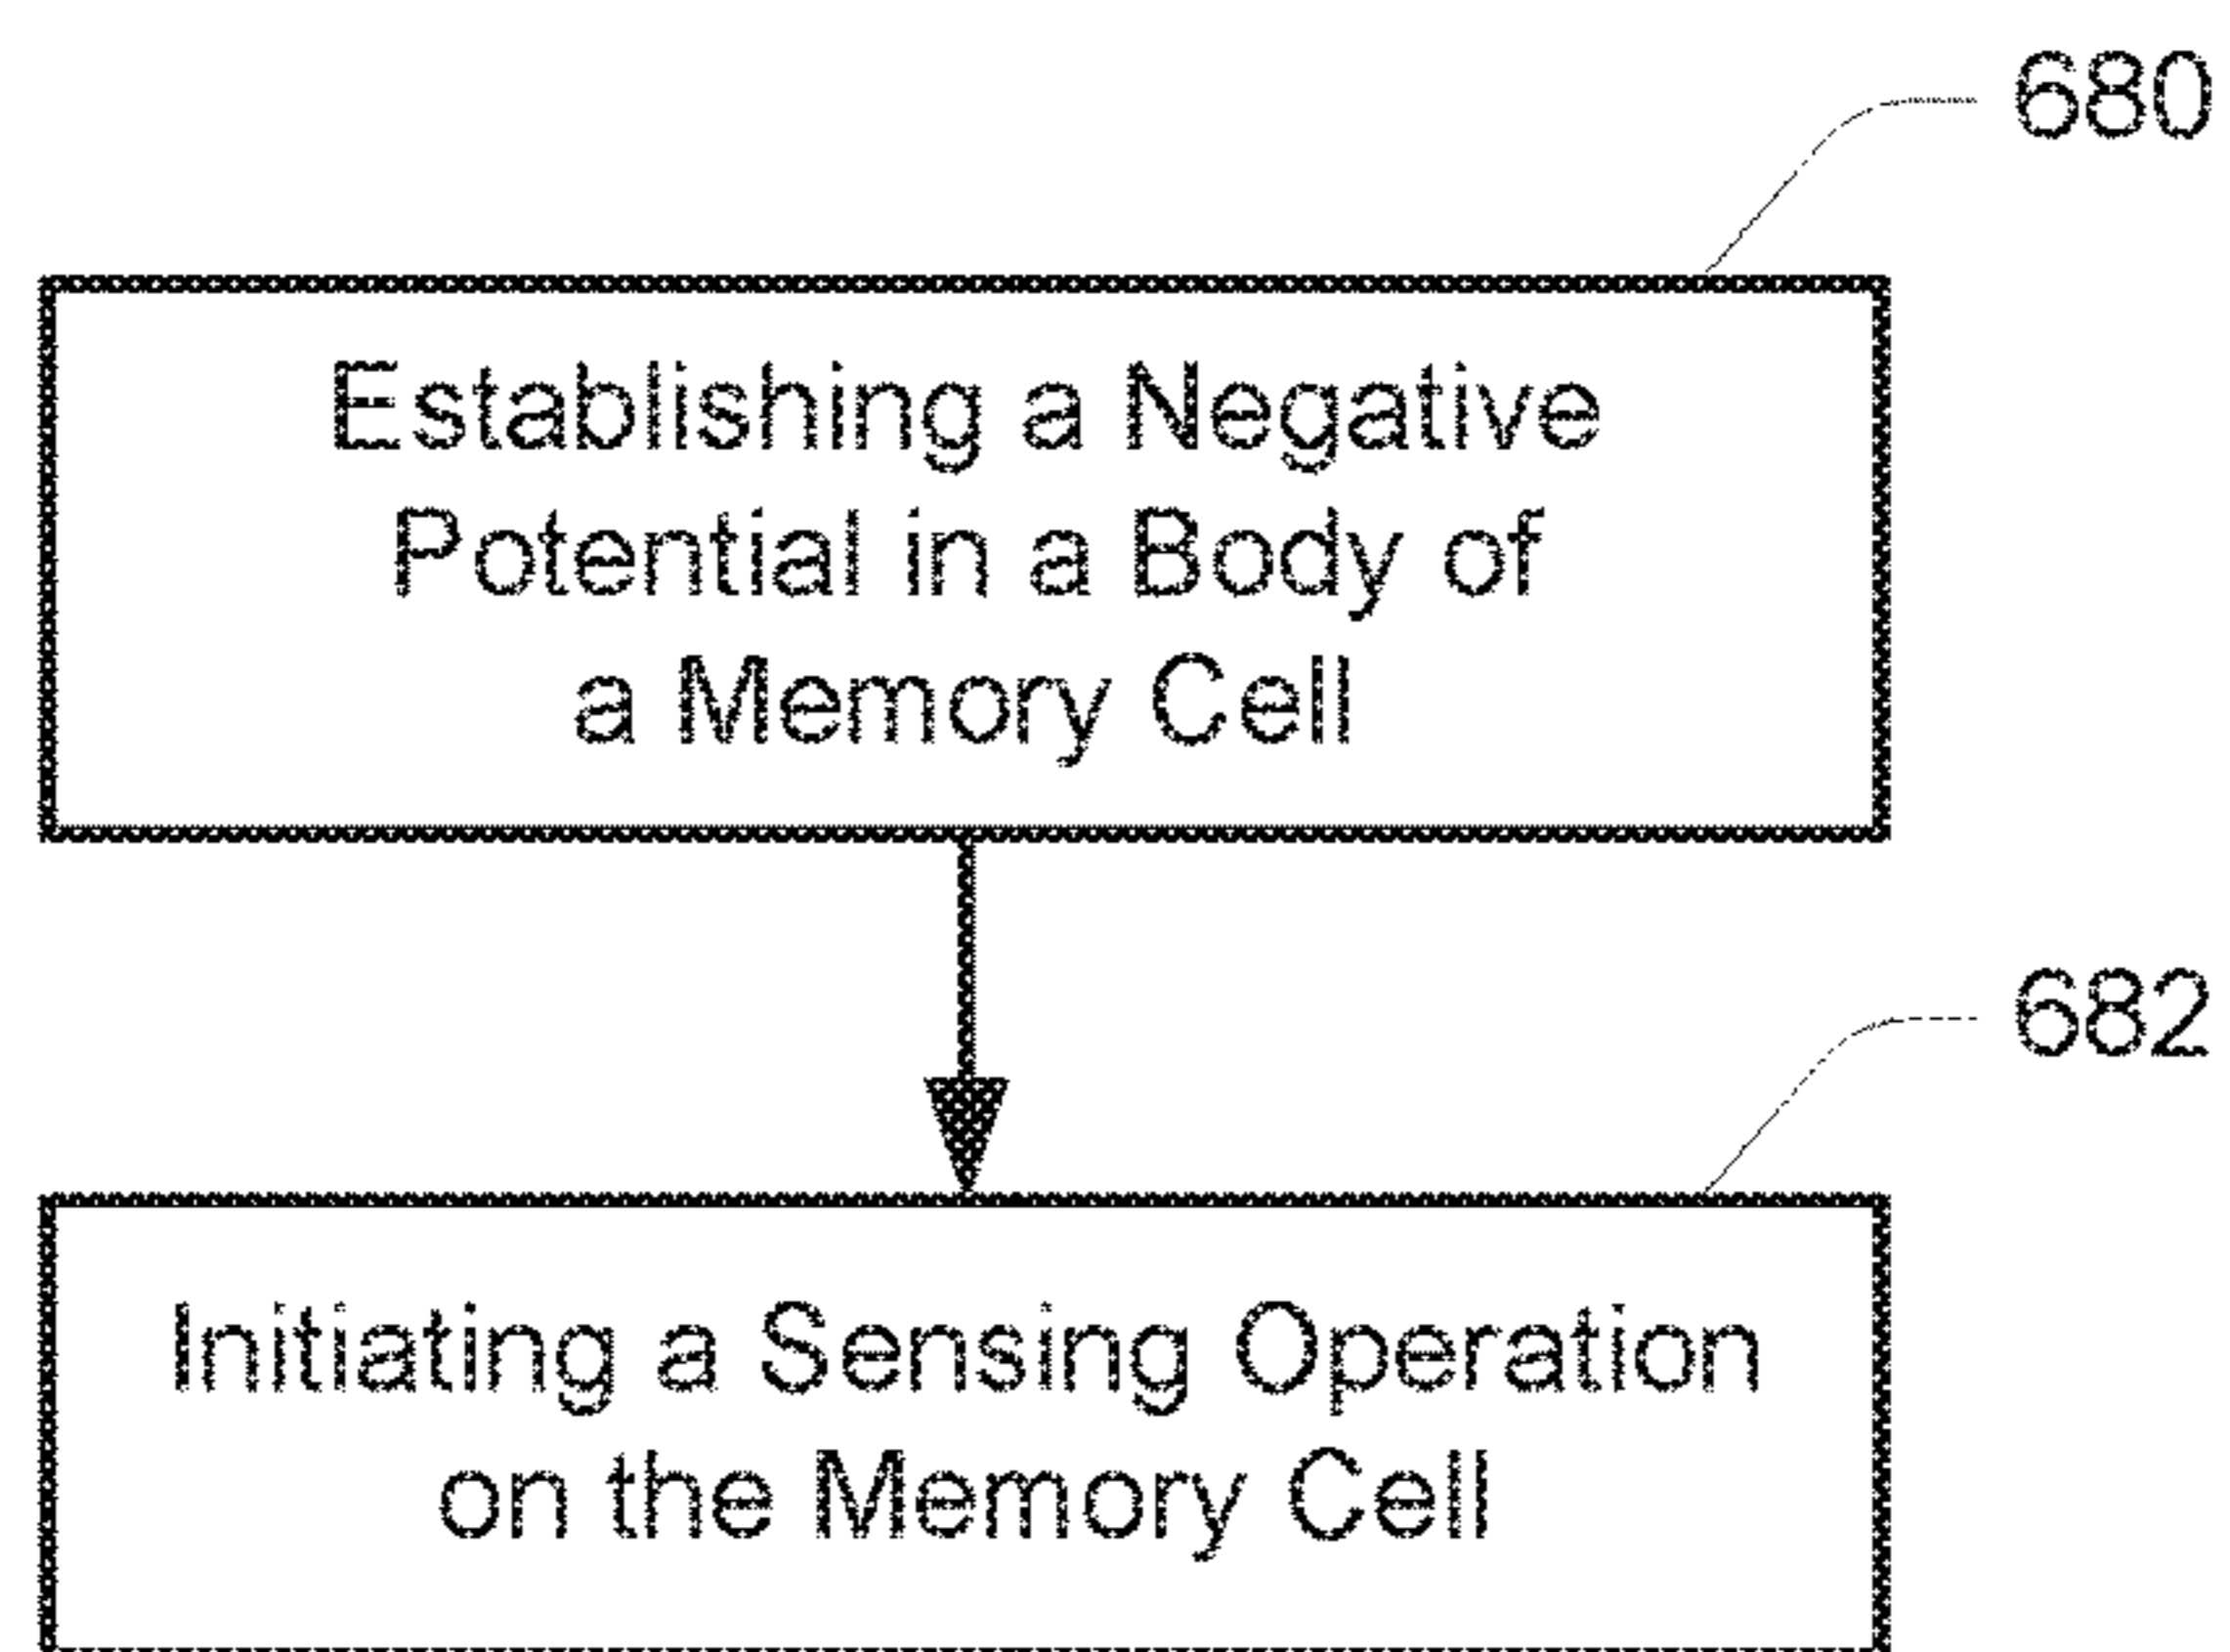 680
Establishing a Negative
Potential in a Body of
a Memory Cell
682
Initiating a Sensing Operation
on the Memory Cell